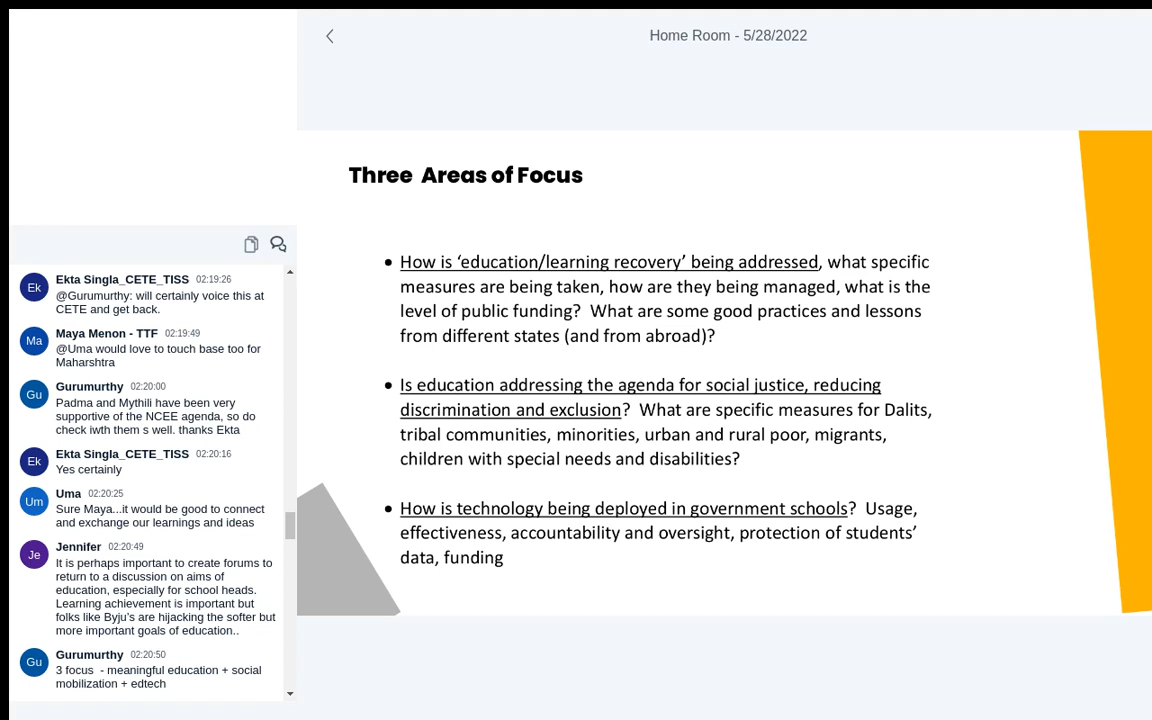 Home Room - 5/28/2022
Ek
Ekta Singla_CETE_TISS 02:19:26
@Gurumurthy: will certainly voice this at
CETE and get back.
Ma
Maya Menon - TTF 02:19:49
@Uma would love to touch base too for
Maharshtra
Gu
Gurumurthy 02:20:00
Padma and Mythili have been very
supportive of the NCEE agenda, so do
check iwth them s well. thanks Ekta
Ek
Ekta Singla_CETE_TISS 02:20:16
Yes certainly
Um
Uma 02:20:25
Sure Maya...it would be good to connect
and exchange our learnings and ideas
Je
Jennifer 02:20:49
It is perhaps important to create forums to
return to a discussion on aims of
education, especially for school heads.
Learning achievement is important but
folks like Byju's are hijacking the softer but
more important goals of education..
Gu
Gurumurthy 02:20:50
3 focus - meaningful education + social
mobilization + edtech
Three Areas of Focus
• How is ‘education/learning recovery’ being addressed, what specific
measures are being taken, how are they being managed, what is the
level of public funding? What are some good practices and lessons
from different states (and from abroad)?
• Is education addressing the agenda for social justice, reducing
discrimination and exclusion? What are specific measures for Dalits,
tribal communities, minorities, urban and rural poor, migrants,
children with special needs and disabilities?
• How is technology being deployed in government schools? Usage,
effectiveness, accountability and oversight, protection of students’
data, funding